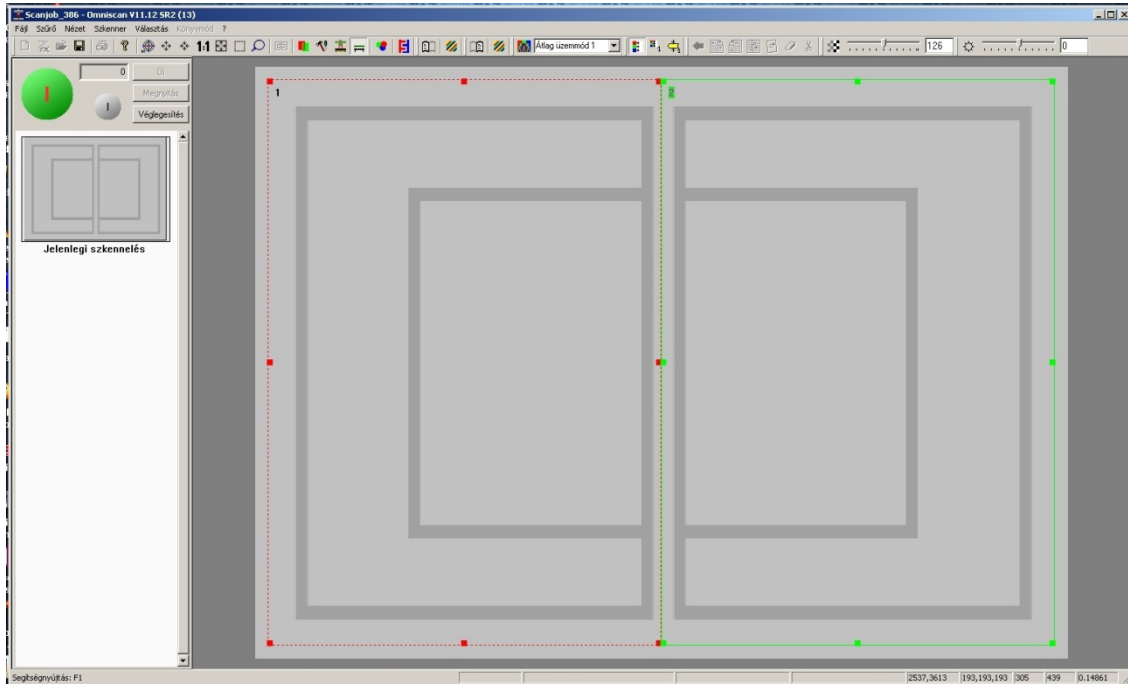 Scanjob_386 - Omniscan V11.12 SR2 (13)
Fájl Szűrő Nézet Szkenner Választás Könyvmód ?
1:1 Átlag üzemmód 1 126 0
0 Új
Megnyitás
Véglegesítés
Jelenlegi szkennelés
1 2
Segítségnyújtás: F1 2537,3613 193,193,193 305 439 0.14861